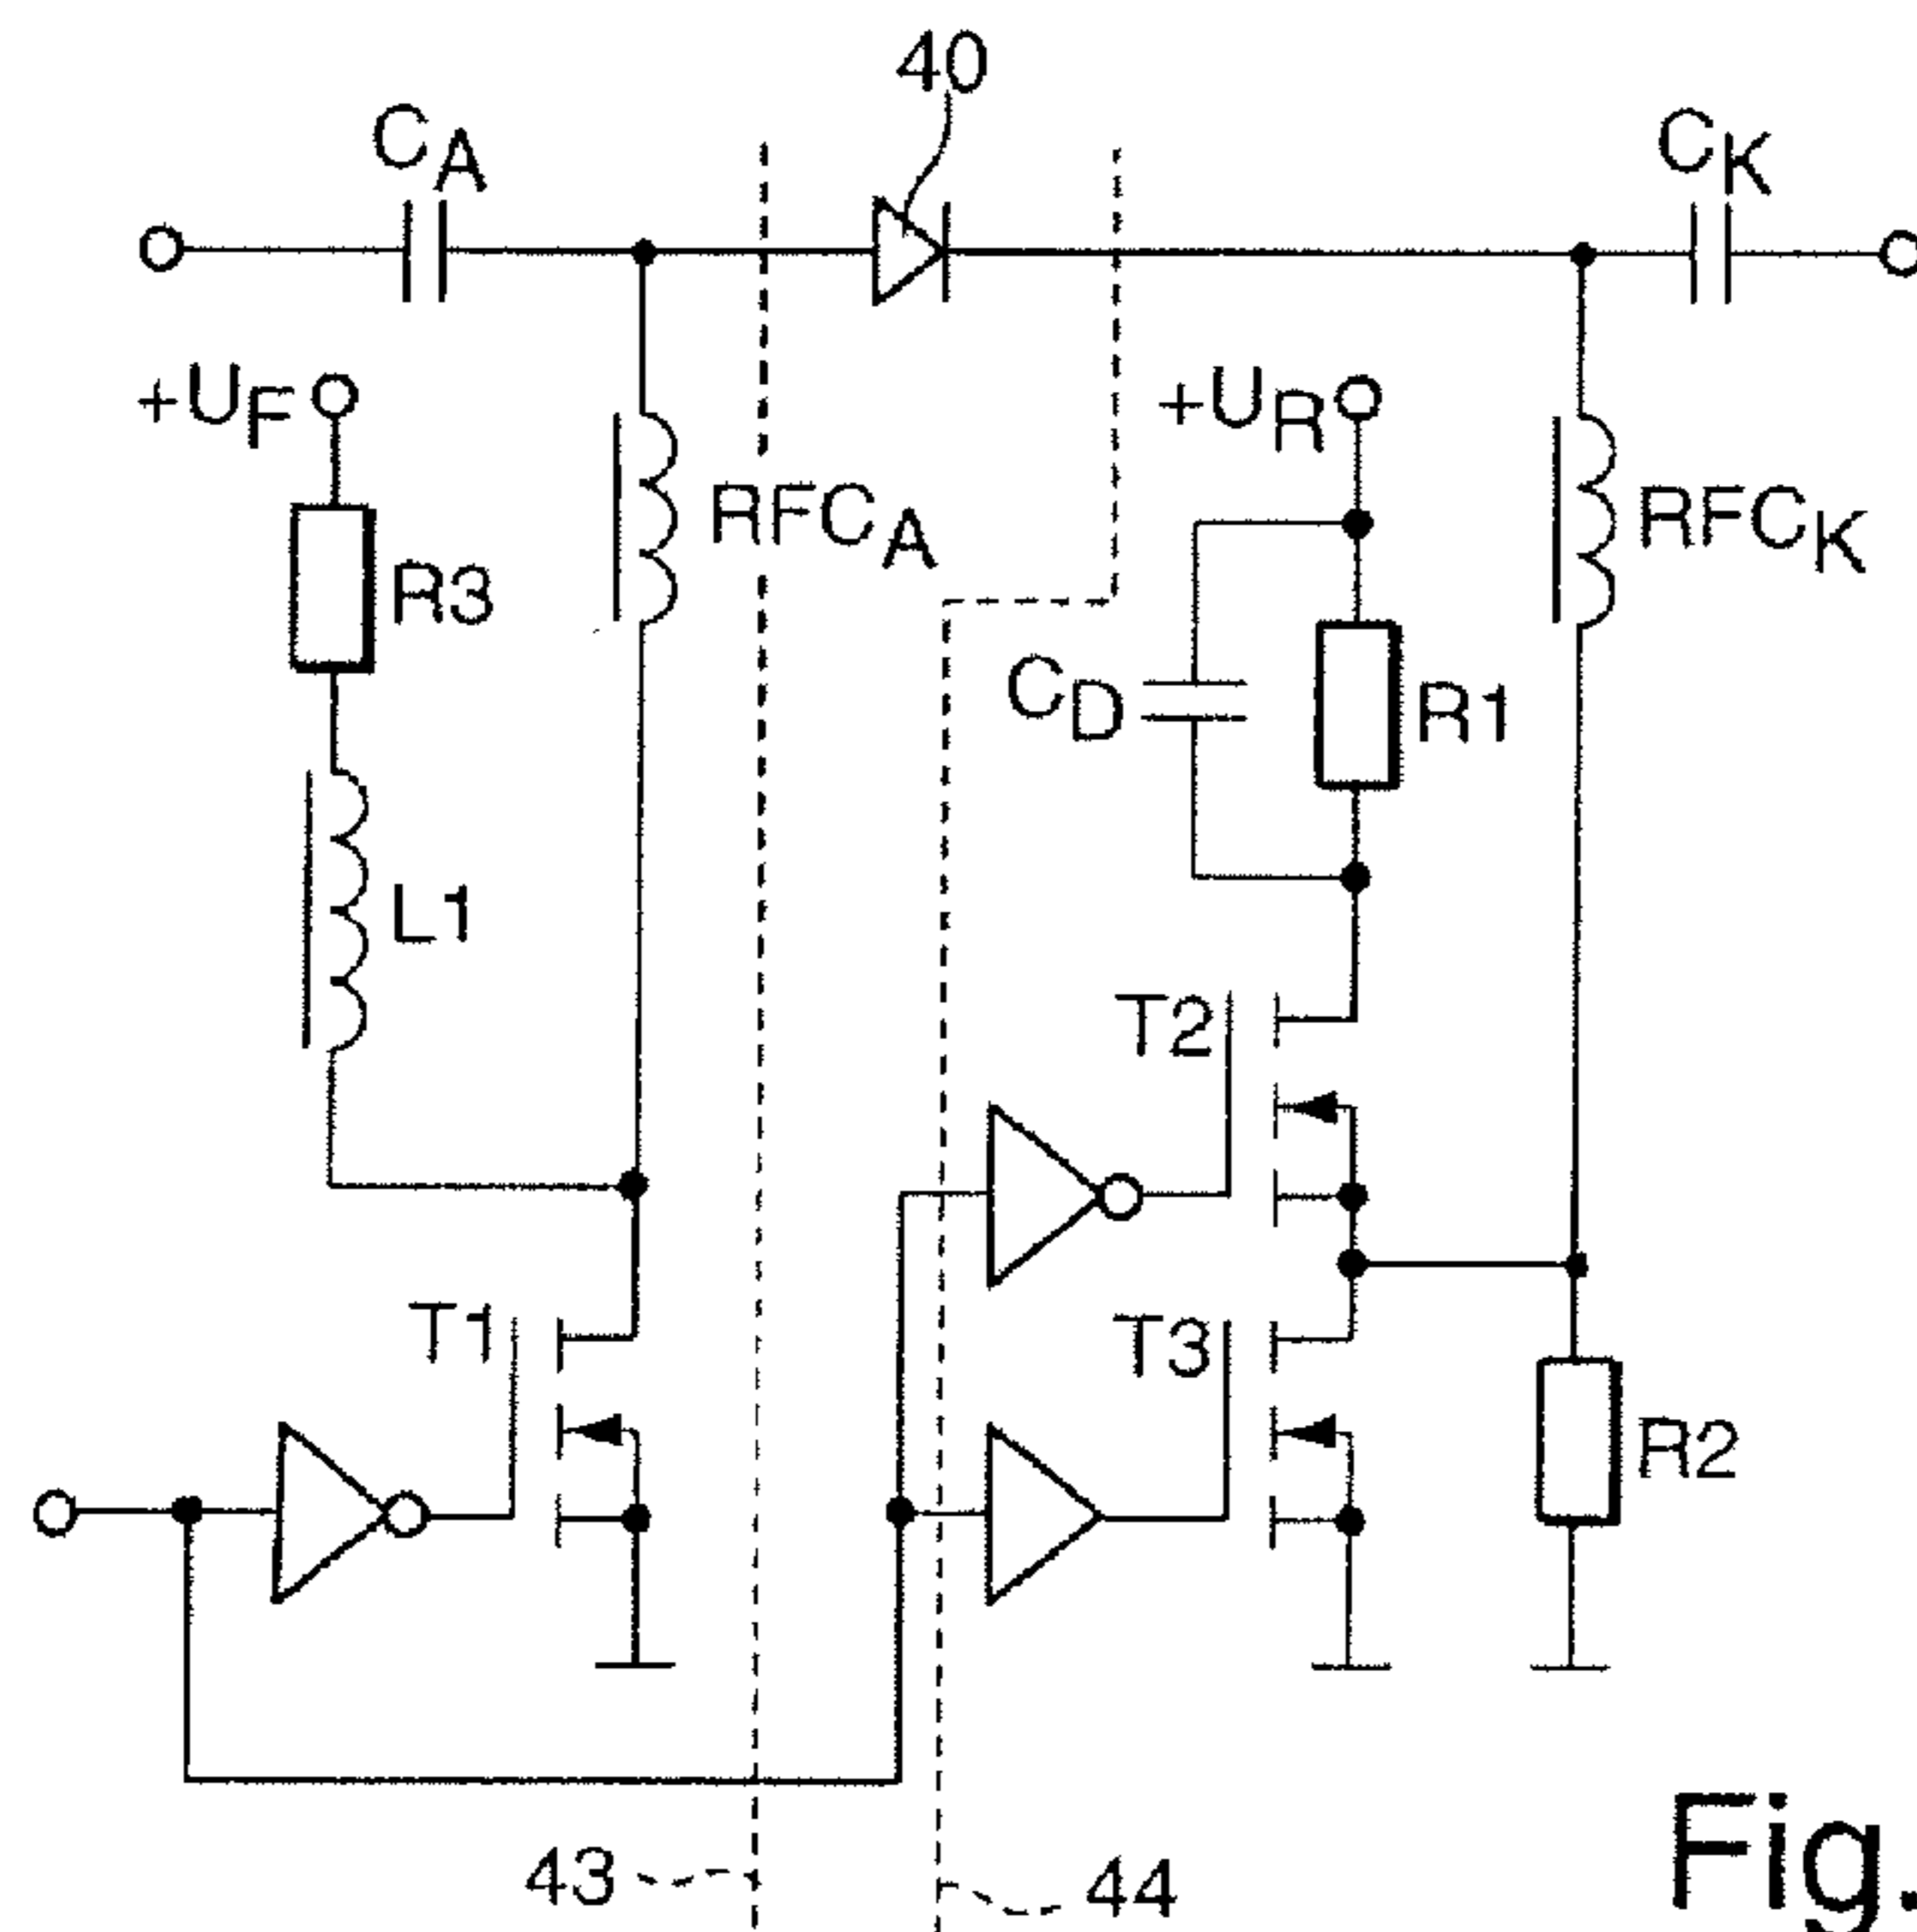 40
CA
CK
+UF
+UR
RFCA
RFCK
R3
CD
R1
L1
T2
T1
T3
R2
43
44
Fig.